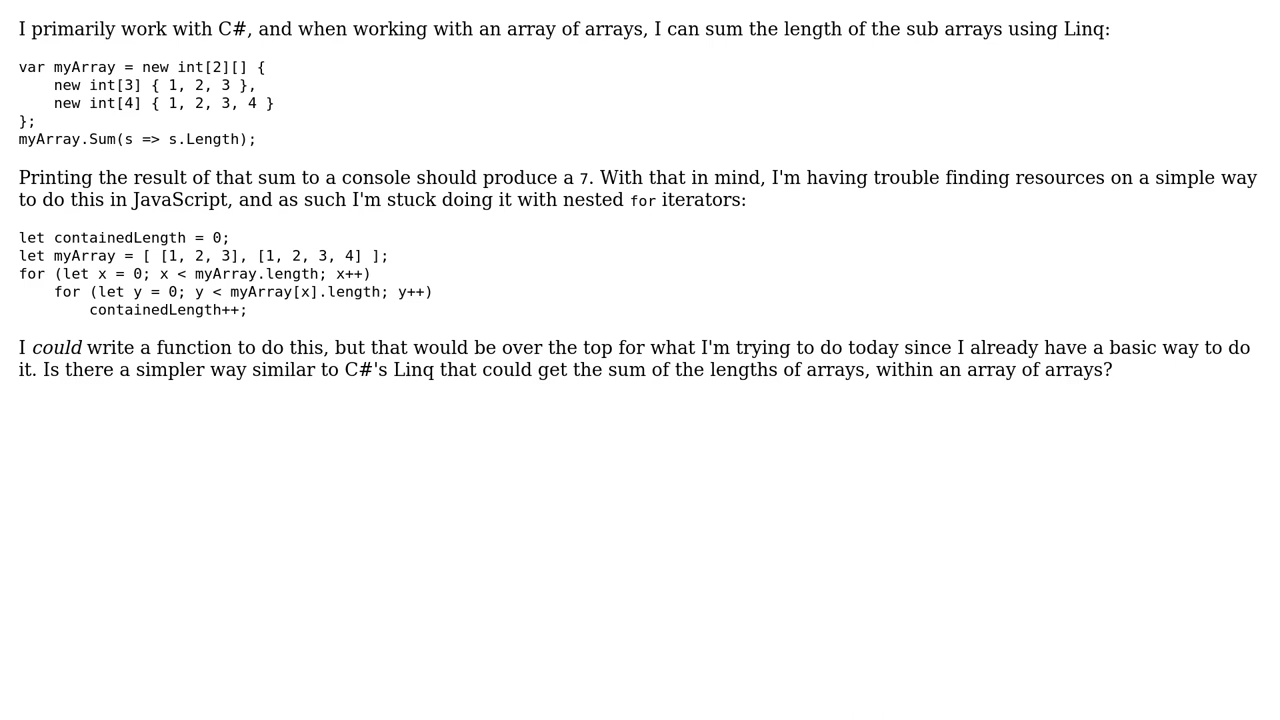 I primarily work with C#, and when working with an array of arrays, I can sum the length of the sub arrays using Linq:
var myArray = new int[2][] {
    new int[3] { 1, 2, 3 },
    new int[4] { 1, 2, 3, 4 }
};
myArray.Sum(s => s.Length);
Printing the result of that sum to a console should produce a 7. With that in mind, I'm having trouble finding resources on a simple way
to do this in JavaScript, and as such I'm stuck doing it with nested for iterators:
let containedLength = 0;
let myArray = [ [1, 2, 3], [1, 2, 3, 4] ];
for (let x = 0; x < myArray.length; x++)
    for (let y = 0; y < myArray[x].length; y++)
        containedLength++;
I could write a function to do this, but that would be over the top for what I'm trying to do today since I already have a basic way to do
it. Is there a simpler way similar to C#'s Linq that could get the sum of the lengths of arrays, within an array of arrays?